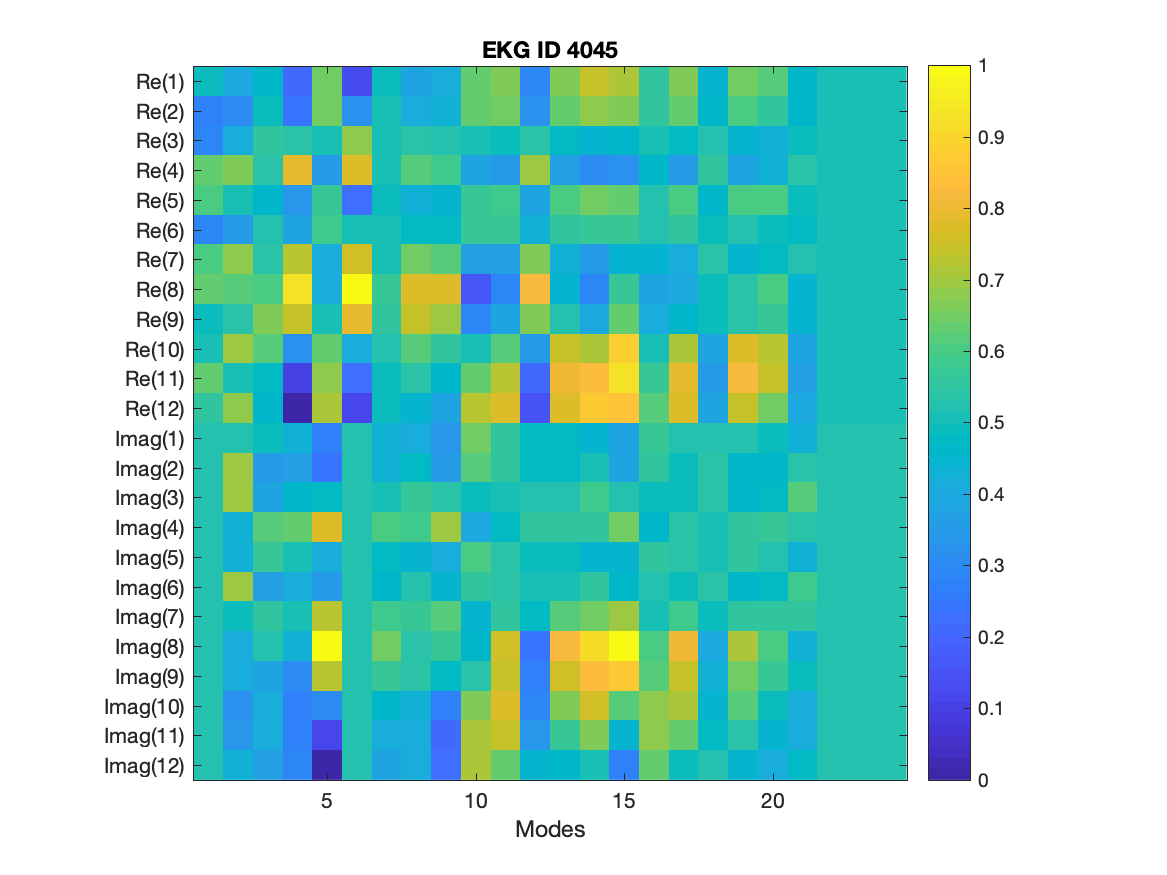 EKG ID 4045
Re(1)
Re(2)
Re(3)
Re(4)
Re(5)
Re(6)
Re(7)
Re(8)
Re(9)
Re(10)
Re(11)
Re(12)
Imag(1)
Imag(2)
Imag(3)
Imag(4)
Imag(5)
Imag(6)
Imag(7)
Imag(8)
Imag(9)
Imag(10)
Imag(11)
Imag(12)
5 10 15 20
Modes
1
0.9
0.8
0.7
0.6
0.5
0.4
0.3
0.2
0.1
0